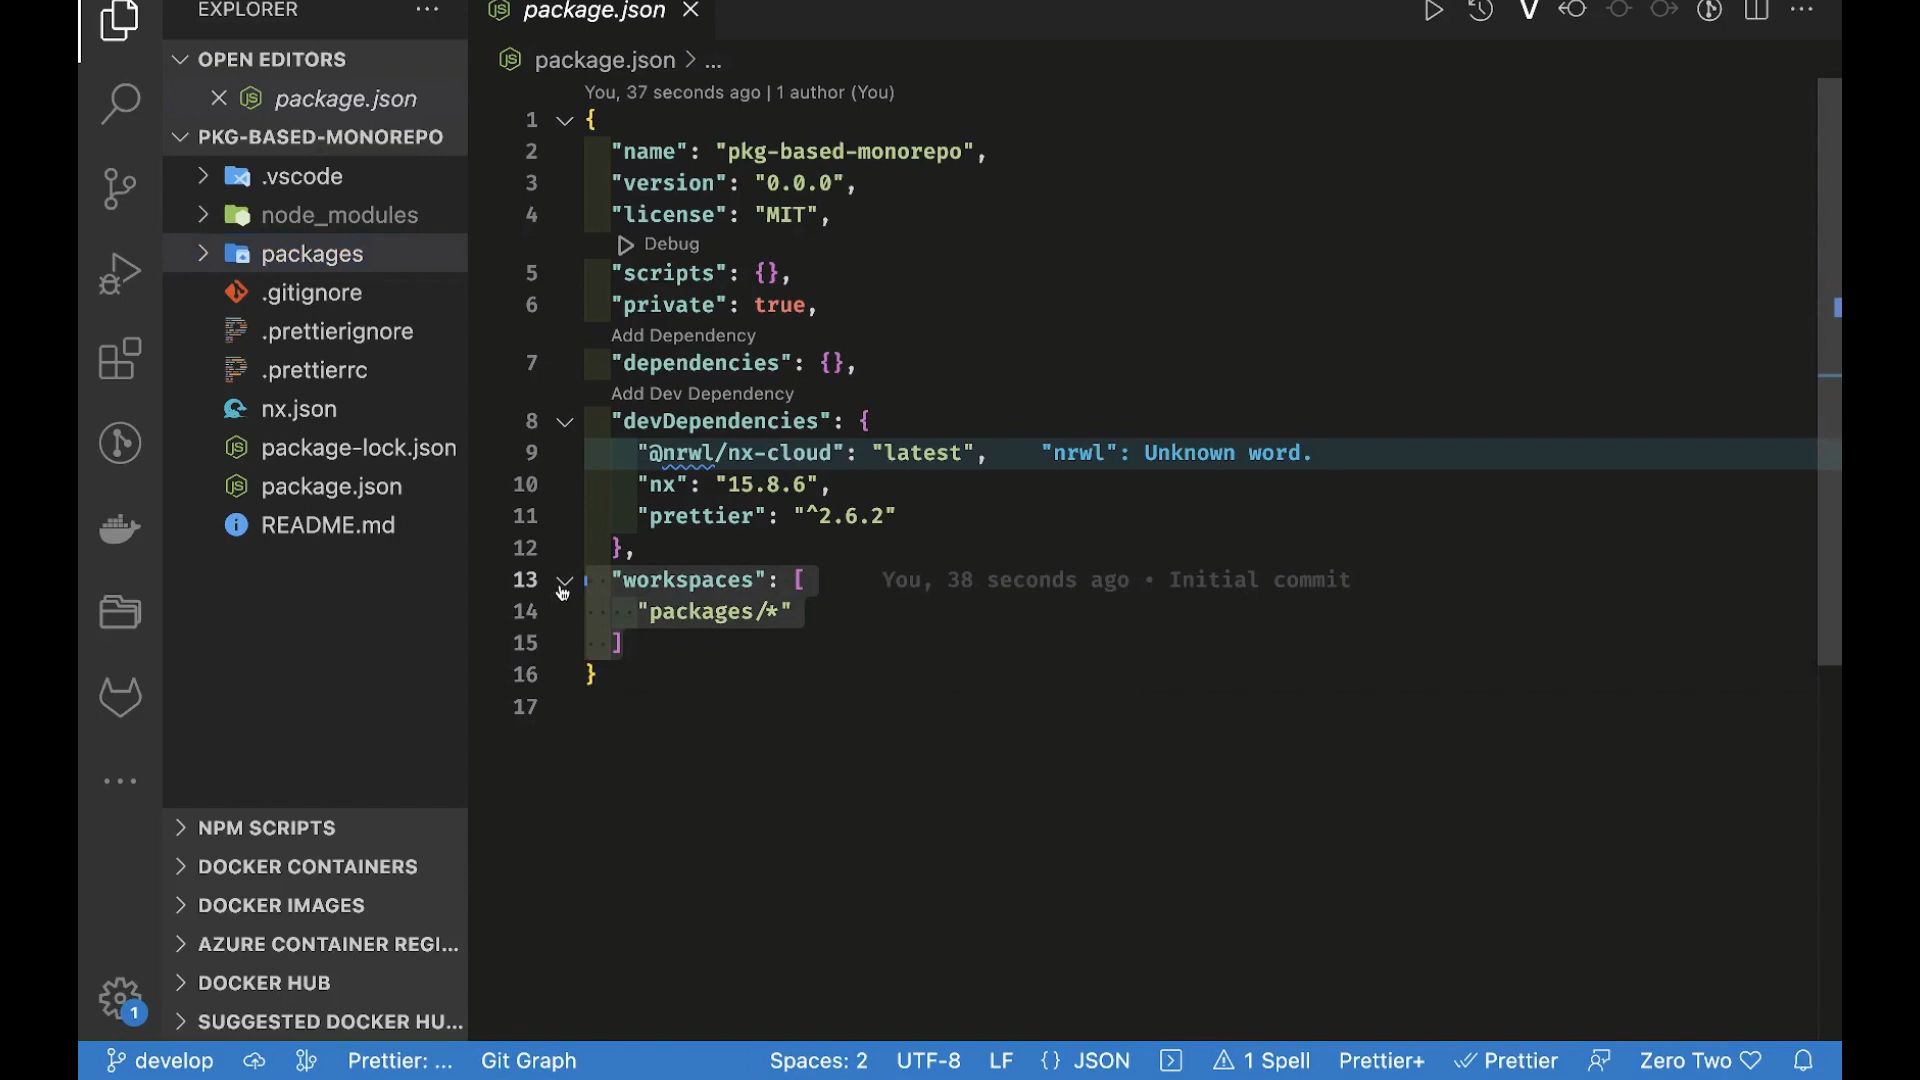 EXPLORER
OPEN EDITORS
package.json
PKG-BASED-MONOREPO
.vscode
node_modules
packages
.gitignore
.prettierignore
.prettierrc
nx.json
package-lock.json
package.json
README.md
NPM SCRIPTS
DOCKER CONTAINERS
DOCKER IMAGES
AZURE CONTAINER REGI...
DOCKER HUB
SUGGESTED DOCKER HU...
1
package.json
package.json > ...
You, 37 seconds ago | 1 author (You)
1 {
2 "name": "pkg-based-monorepo",
3 "version": "0.0.0",
4 "license": "MIT",
Debug
5 "scripts": {},
6 "private": true,
Add Dependency
7 "dependencies": {},
Add Dev Dependency
8 "devDependencies": {
9 "@nrwl/nx-cloud": "latest", "nrwl": Unknown word.
10 "nx": "15.8.6",
11 "prettier": "^2.6.2"
12 },
13 "workspaces": [ You, 38 seconds ago • Initial commit
14 "packages/*"
15 ]
16 }
17
develop Prettier: ... Git Graph Spaces: 2 UTF-8 LF {} JSON 1 Spell Prettier+ Prettier Zero Two ♡